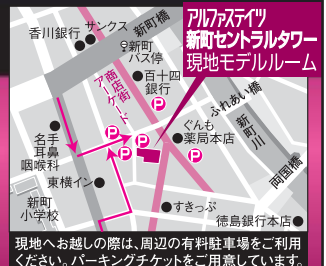 アルファステイツ
新町セントラルタワー
現地モデルルーム
サンクス
香川銀行
新町橋
新町
バス停
百十四
銀行
商店街
アーケード
ふれあい橋
新町川
両国橋
P
P
P
P
P
ぐんも
薬局本店
名手
耳鼻
咽喉科
東横イン
新町
小学校
すきっぷ
徳島銀行本店
現地へお越しの際は、周辺の有料駐車場をご利用
ください。パーキングチケットをご用意しています。